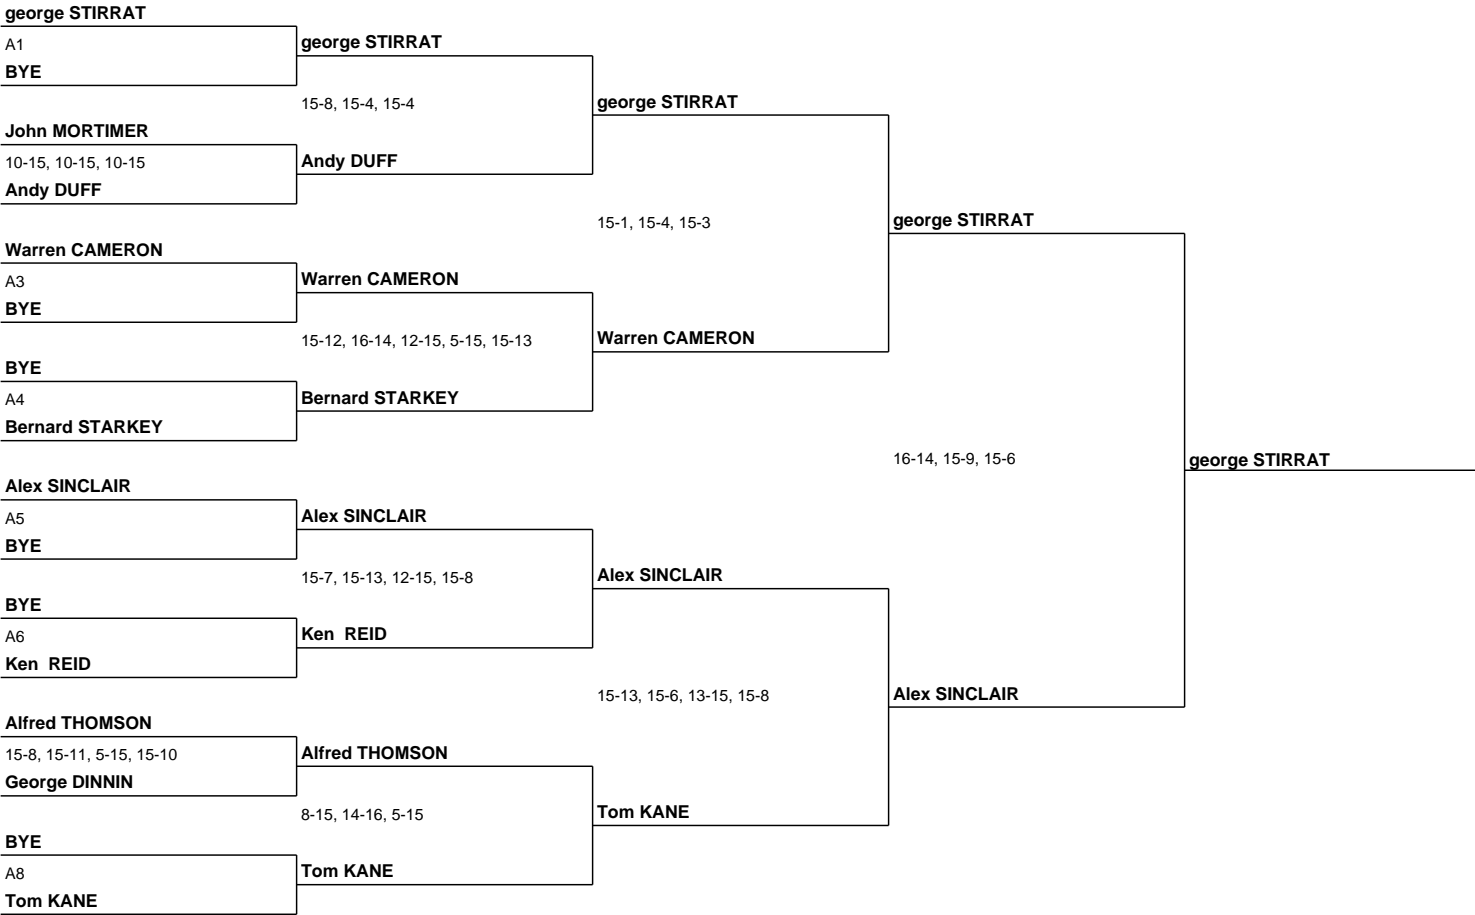 george STIRRAT
A1
BYE
John MORTIMER
10-15, 10-15, 10-15
Andy DUFF
Warren CAMERON
A3
BYE
BYE
A4
Bernard STARKEY
Alex SINCLAIR
A5
BYE
BYE
A6
Ken  REID
Alfred THOMSON
15-8, 15-11, 5-15, 15-10
George DINNIN
BYE
A8
Tom KANE
george STIRRAT
15-8, 15-4, 15-4
Andy DUFF
Warren CAMERON
15-12, 16-14, 12-15, 5-15, 15-13
Bernard STARKEY
Alex SINCLAIR
15-7, 15-13, 12-15, 15-8
Ken  REID
Alfred THOMSON
8-15, 14-16, 5-15
Tom KANE
george STIRRAT
15-1, 15-4, 15-3
Warren CAMERON
Alex SINCLAIR
15-13, 15-6, 13-15, 15-8
Tom KANE
george STIRRAT
16-14, 15-9, 15-6
Alex SINCLAIR
george STIRRAT